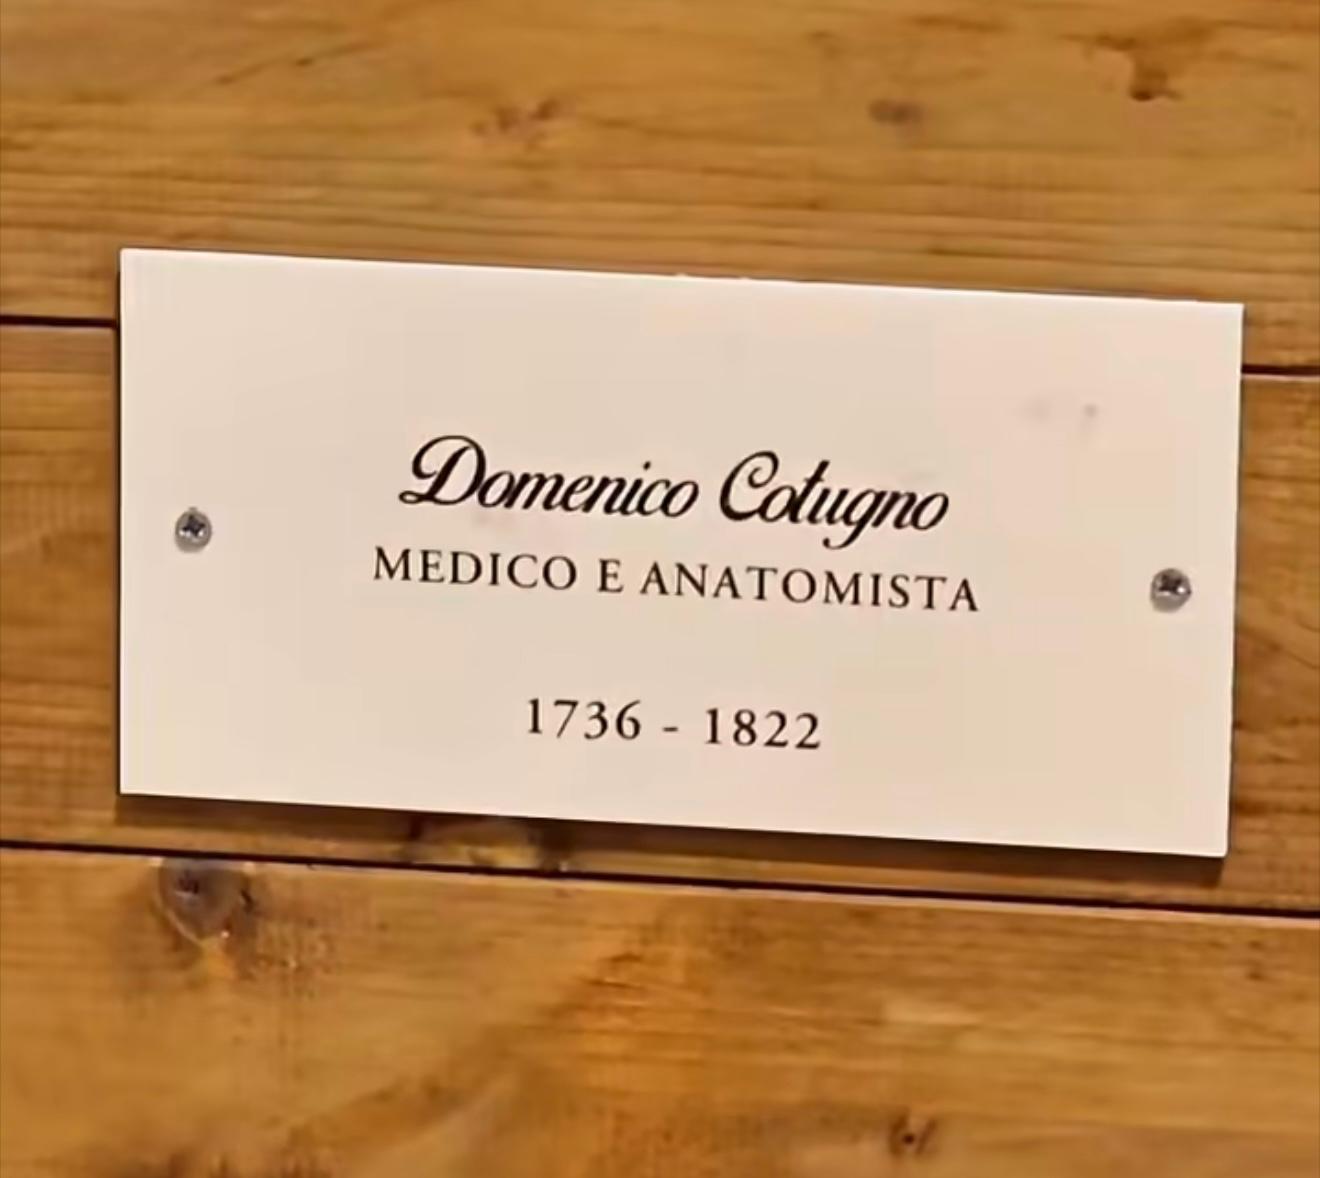 Domenico Cotugno
MEDICO E ANATOMISTA
1736 - 1822